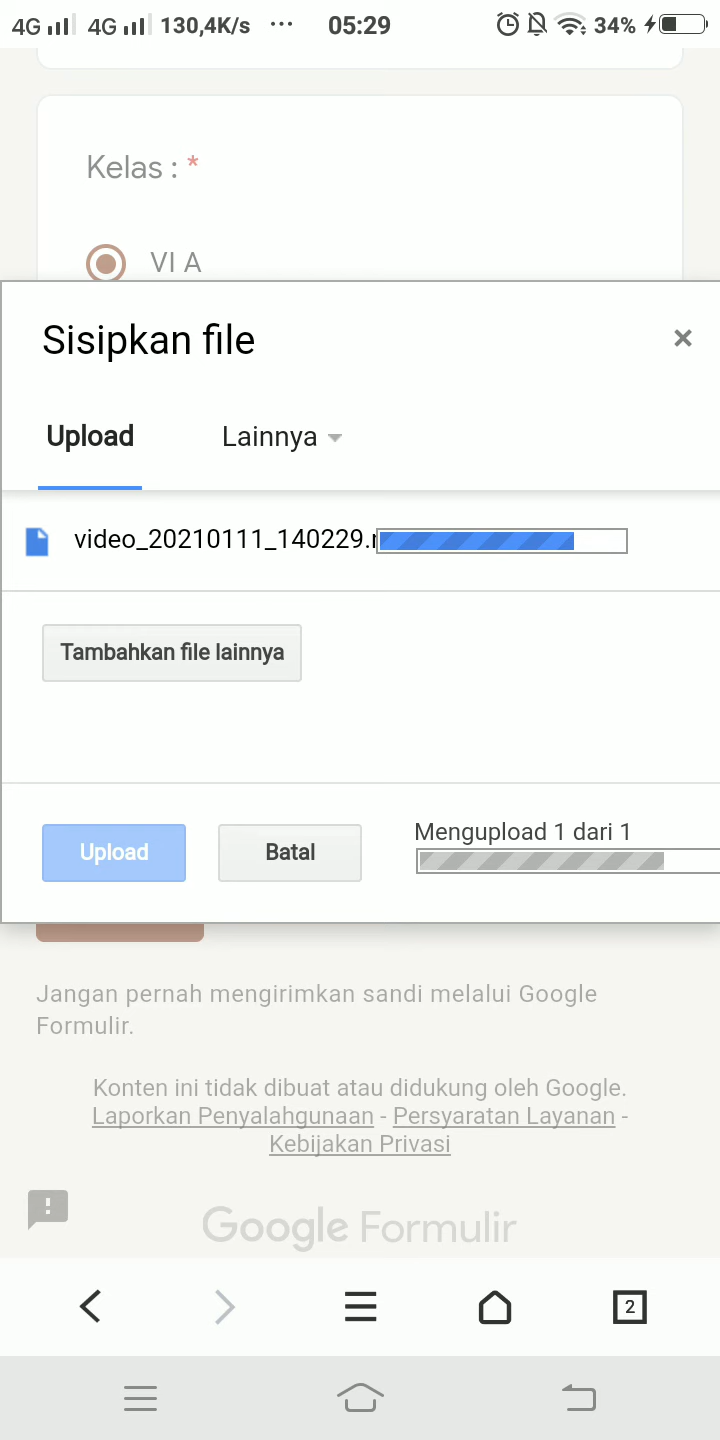 4G 4G 130,4K/s ... 05:29 34%
Kelas : *
VI A
Sisipkan file
×
Upload Lainnya
video_20210111_140229.
Tambahkan file lainnya
Upload Batal Mengupload 1 dari 1
Jangan pernah mengirimkan sandi melalui Google
Formulir.
Konten ini tidak dibuat atau didukung oleh Google.
Laporkan Penyalahgunaan - Persyaratan Layanan -
Kebijakan Privasi
Google Formulir
2